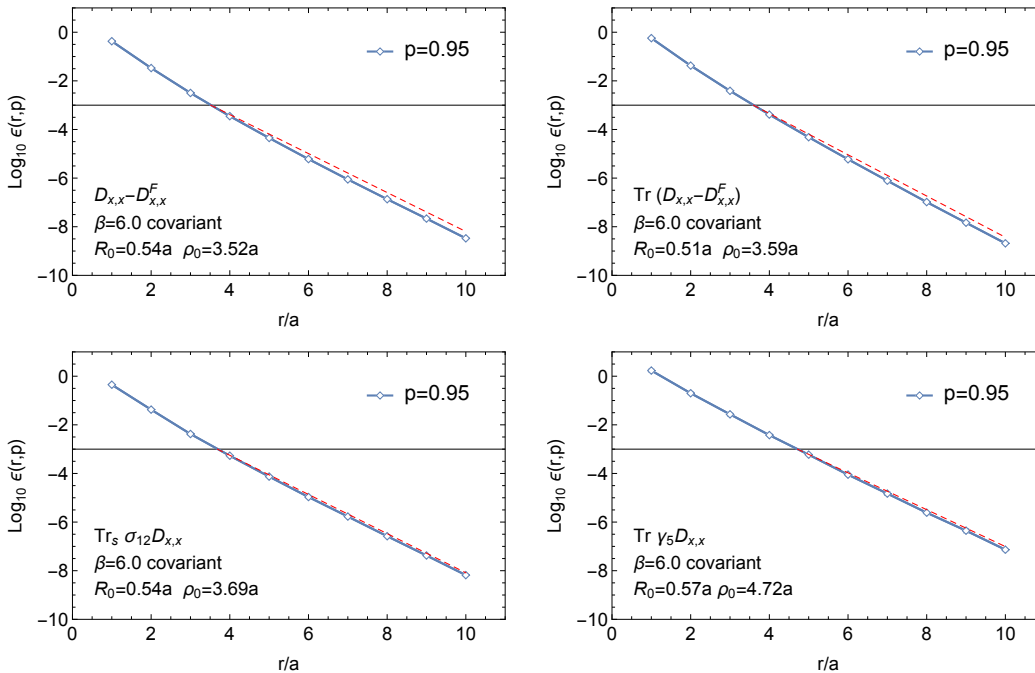 0
-2
-4
-6
-8
-10
Log₁₀ ϵ(r,p)
p=0.95
Dₓ,ₓ−Dᶠₓ,ₓ
β=6.0 covariant
R₀=0.54a ρ₀=3.52a
0 2 4 6 8 10
r/a
0
-2
-4
-6
-8
-10
Log₁₀ ϵ(r,p)
p=0.95
Tr (Dₓ,ₓ−Dᶠₓ,ₓ)
β=6.0 covariant
R₀=0.51a ρ₀=3.59a
0 2 4 6 8 10
r/a
0
-2
-4
-6
-8
-10
Log₁₀ ϵ(r,p)
p=0.95
Trₛ σ₁₂Dₓ,ₓ
β=6.0 covariant
R₀=0.54a ρ₀=3.69a
0 2 4 6 8 10
r/a
0
-2
-4
-6
-8
-10
Log₁₀ ϵ(r,p)
p=0.95
Tr γ₅Dₓ,ₓ
β=6.0 covariant
R₀=0.57a ρ₀=4.72a
0 2 4 6 8 10
r/a